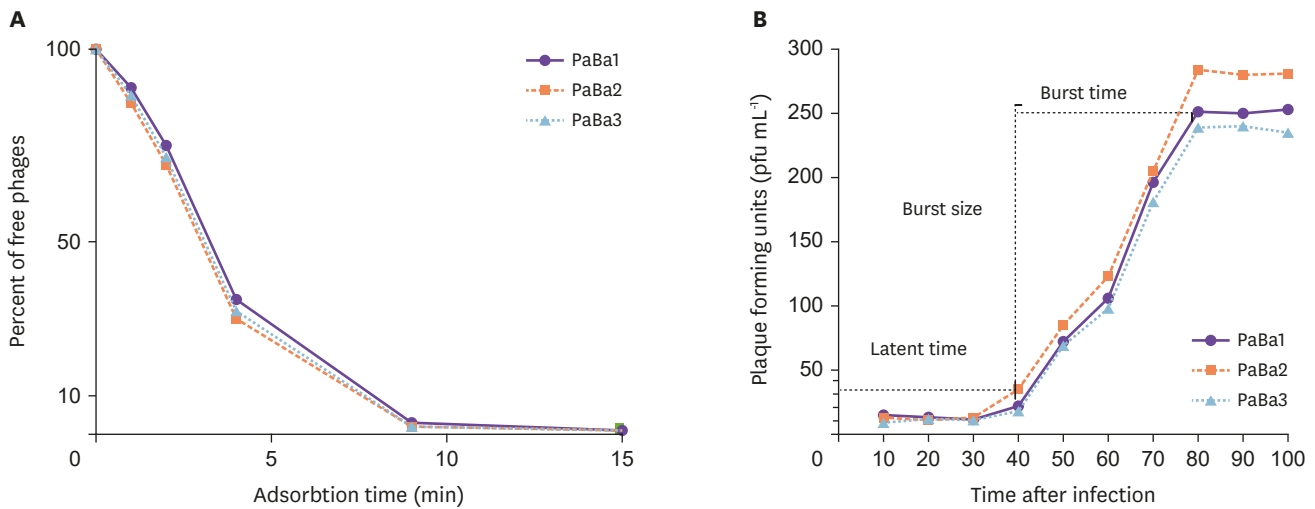 A
Percent of free phages
100
50
10
0
5
10
15
Adsorbtion time (min)
PaBa1
PaBa2
PaBa3
B
Plaque forming units (pfu mL⁻¹)
300
250
200
150
100
50
0
10
20
30
40
50
60
70
80
90
100
Time after infection
Burst time
Burst size
Latent time
PaBa1
PaBa2
PaBa3